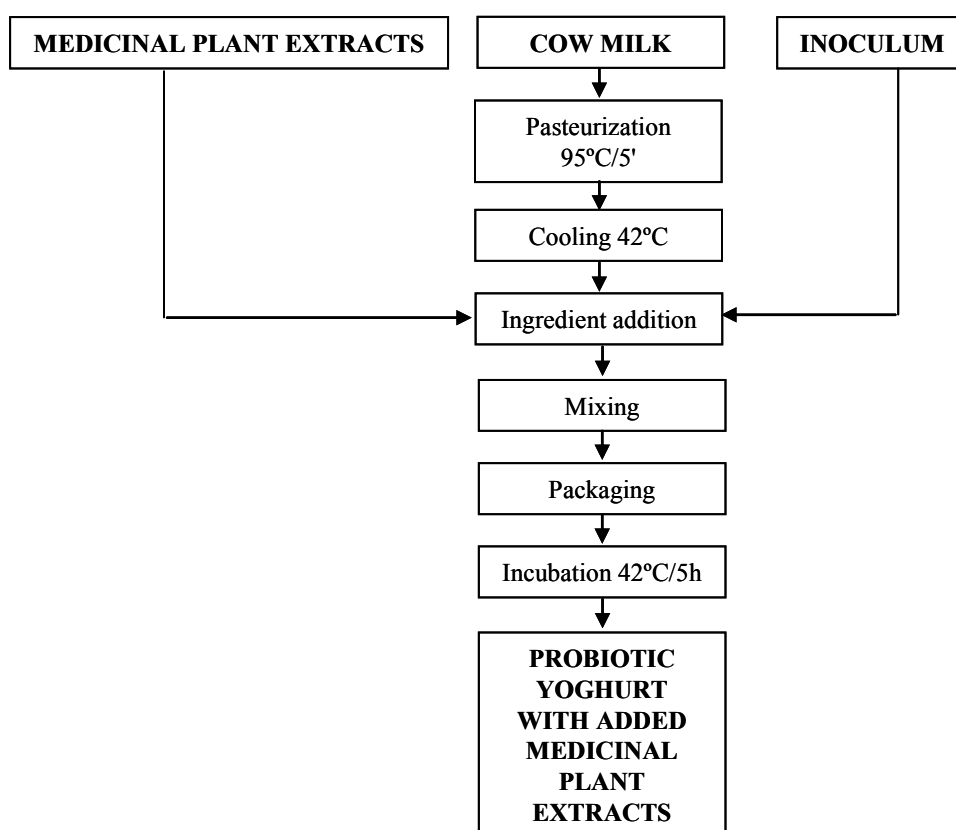 MEDICINAL PLANT EXTRACTS
COW MILK
INOCULUM
Pasteurization
95ºC/5'
Cooling 42ºC
Ingredient addition
Mixing
Packaging
Incubation 42ºC/5h
PROBIOTIC
YOGHURT
WITH ADDED
MEDICINAL
PLANT
EXTRACTS